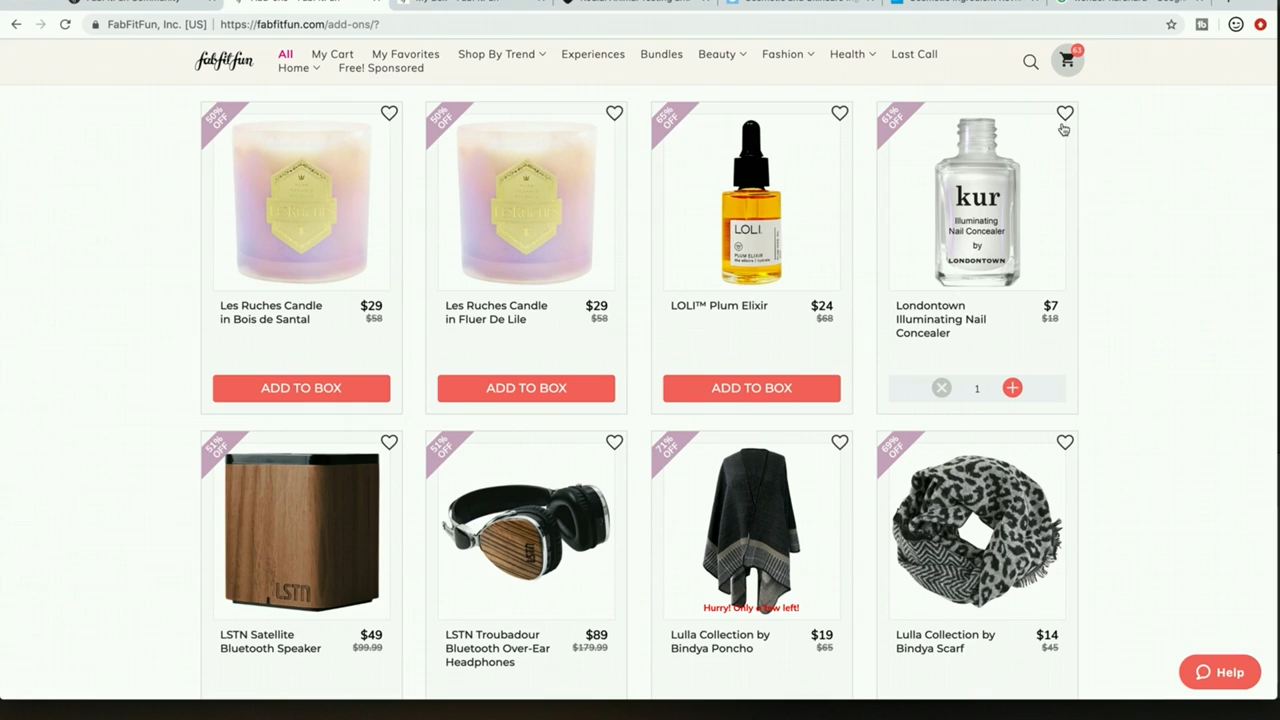 FabFitFun, Inc. [US] | https://fabfitfun.com/add-ons/?
fabfitfun
All My Cart My Favorites Shop By Trend Experiences Bundles Beauty Fashion Health Last Call
Home Free! Sponsored
63
50% OFF
50% OFF
65% OFF
61% OFF
LOLI.
PLUM ELIXIR
kur
Illuminating
Nail Concealer
by
LONDONTOWN
Les Ruches Candle
in Bois de Santal
$29
$58
Les Ruches Candle
in Fluer De Lile
$29
$58
LOLI™ Plum Elixir
$24
$68
Londontown
Illuminating Nail
Concealer
$7
$18
ADD TO BOX
ADD TO BOX
ADD TO BOX
1
51% OFF
51% OFF
71% OFF
69% OFF
LSTN
Hurry! Only a few left!
LSTN Satellite
Bluetooth Speaker
$49
$99.99
LSTN Troubadour
Bluetooth Over-Ear
Headphones
$89
$179.99
Lulla Collection by
Bindya Poncho
$19
$65
Lulla Collection by
Bindya Scarf
$14
$45
Help